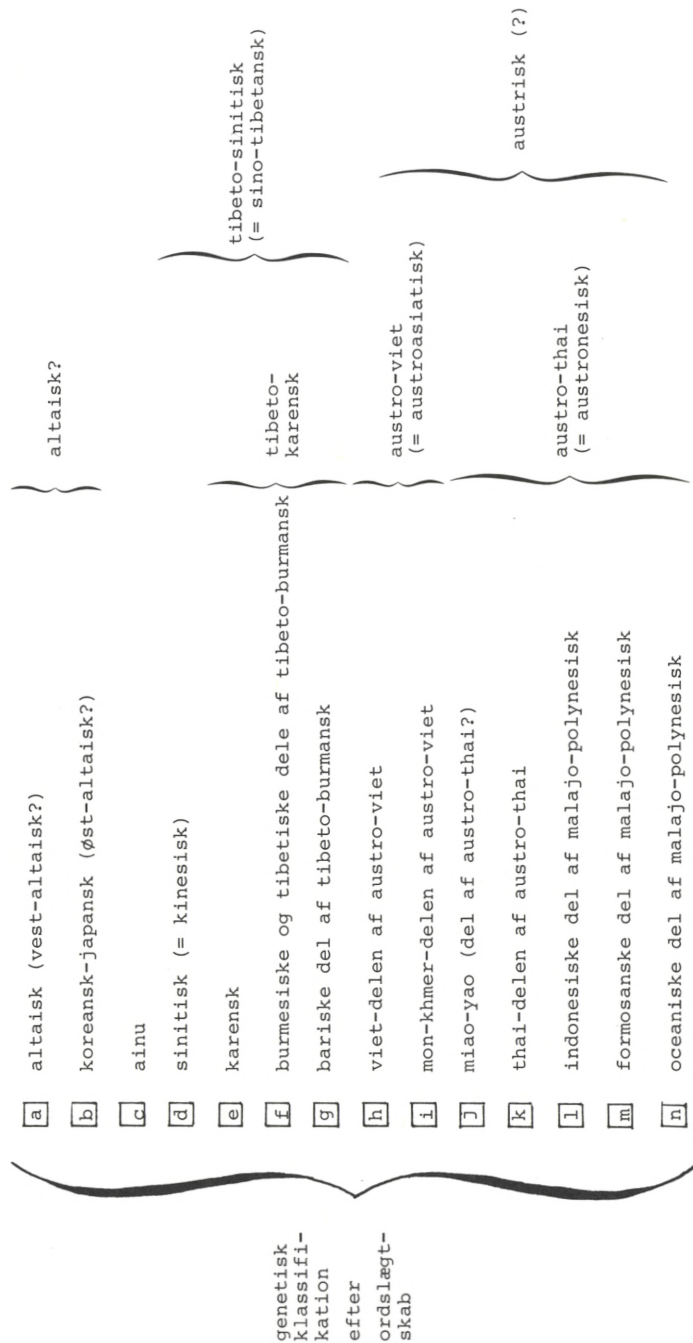 genetisk
klassifi-
kation
efter
ordslægt-
skab
a altaisk (vest-altaisk?)
b koreansk-japansk (øst-altaisk?)
c ainu
d sinitisk (= kinesisk)
e karensk
f burmesiske og tibetiske dele af tibeto-burmansk
g bariske del af tibeto-burmansk
h viet-delen af austro-viet
i mon-khmer-delen af austro-viet
j miao-yao (del af austro-thai?)
k thai-delen af austro-thai
l indonesiske del af malajo-polynesisk
m formosanske del af malajo-polynesisk
n oceaniske del af malajo-polynesisk
altaisk?
tibeto-
karensk
austro-viet
(= austroasiatisk)
austro-thai
(= austronesisk)
tibeto-sinitisk
(= sino-tibetansk)
austrisk (?)